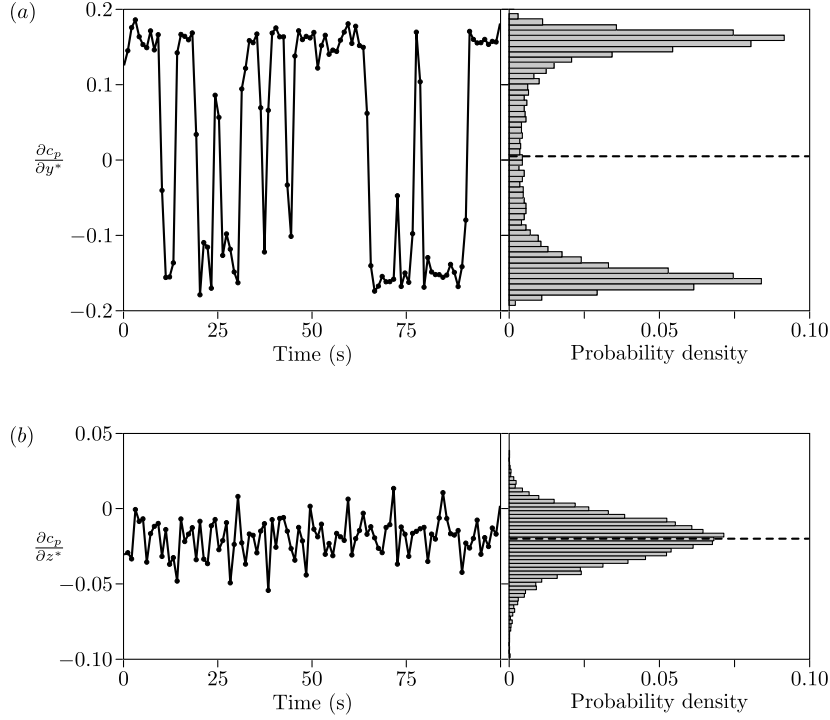 (a)
0.2
0.1
0
−0.1
−0.2
∂c_p
∂y*
0 25 50 75
Time (s)
0 0.05 0.10
Probability density
(b)
0.05
0
−0.05
−0.10
∂c_p
∂z*
0 25 50 75
Time (s)
0 0.05 0.10
Probability density